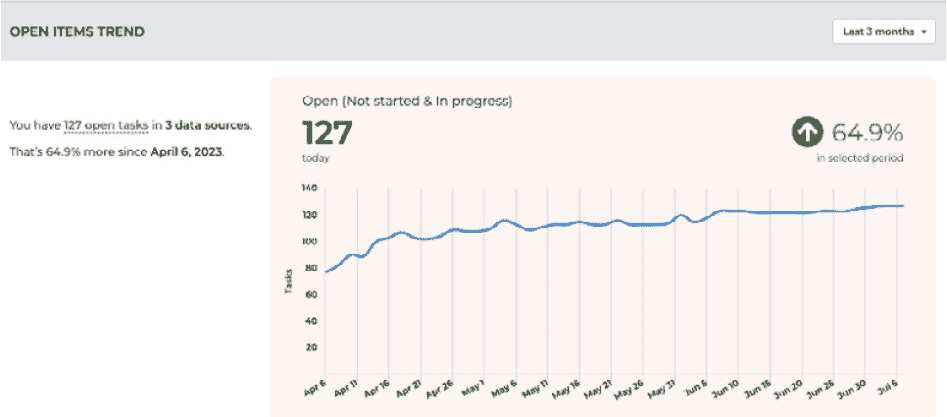 OPEN ITEMS TREND
Last 3 months
You have 127 open tasks in 3 data sources.
That's 64.9% more since April 6, 2023.
Open (Not started & In progress)
127
today
64.9%
in selected period
Tasks
140
120
100
80
60
40
20
Apr 6
Apr 11
Apr 16
Apr 21
Apr 26
May 1
May 6
May 11
May 16
May 21
May 26
May 31
Jun 5
Jun 10
Jun 15
Jun 20
Jun 25
Jun 30
Jul 5